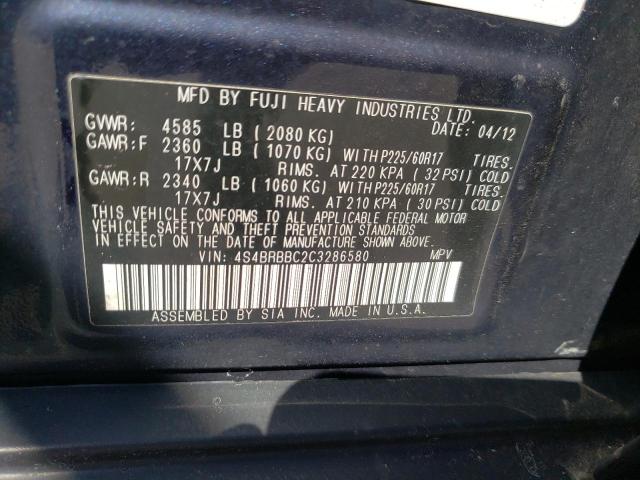 MFD BY FUJI HEAVY INDUSTRIES LTD.
GVWR: 4585 LB (2080 KG) DATE: 04/12
GAWR:F 2360 LB (1070 KG) WITH P225/60R17 TIRES.
17X7J RIMS. AT 220 KPA (32 PSI) COLD
GAWR:R 2340 LB (1060 KG) WITH P225/60R17 TIRES.
17X7J RIMS. AT 210 KPA (30 PSI) COLD
THIS VEHICLE CONFORMS TO ALL APPLICABLE FEDERAL MOTOR
VEHICLE SAFETY AND THEFT PREVENTION STANDARDS
IN EFFECT ON THE DATE OF MANUFACTURE SHOWN ABOVE.
VIN: 4S4BRBBC2C3286580 MPV
ASSEMBLED BY SIA INC. MADE IN U.S.A.